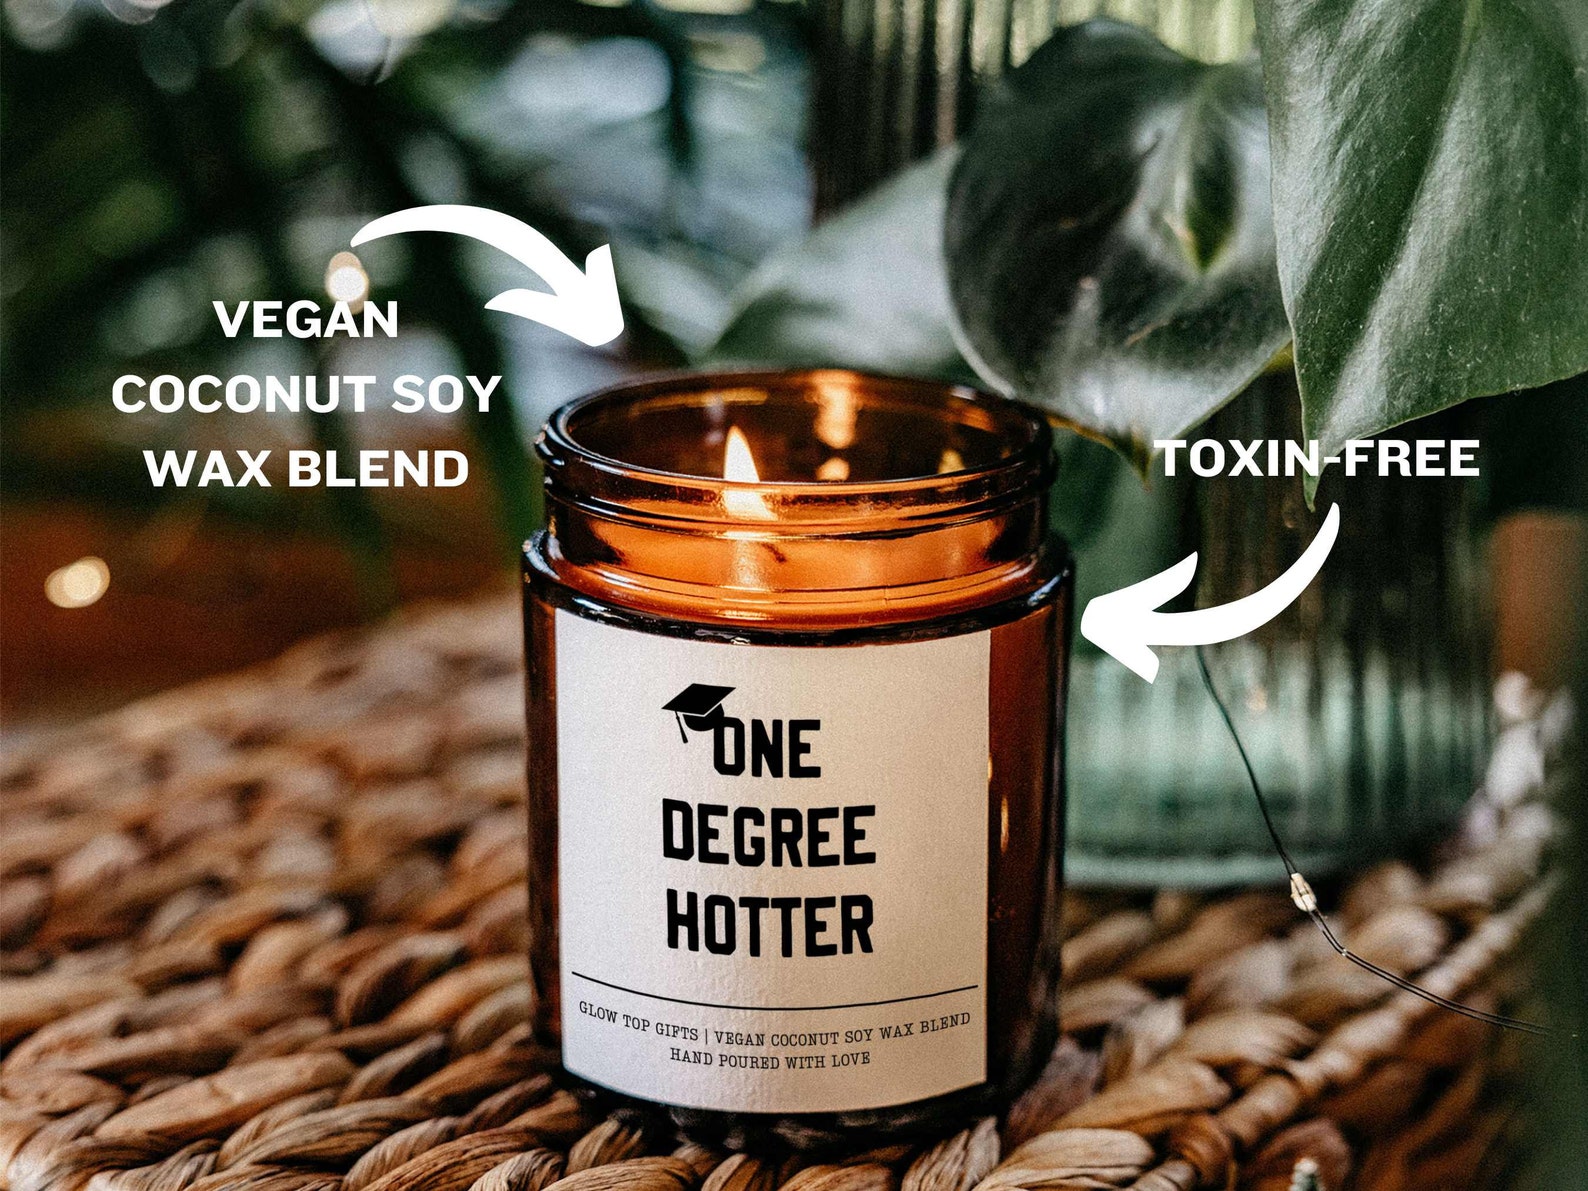 VEGAN
COCONUT SOY
WAX BLEND
TOXIN-FREE
ONE
DEGREE
HOTTER
GLOW TOP GIFTS | VEGAN COCONUT SOY WAX BLEND
HAND POURED WITH LOVE